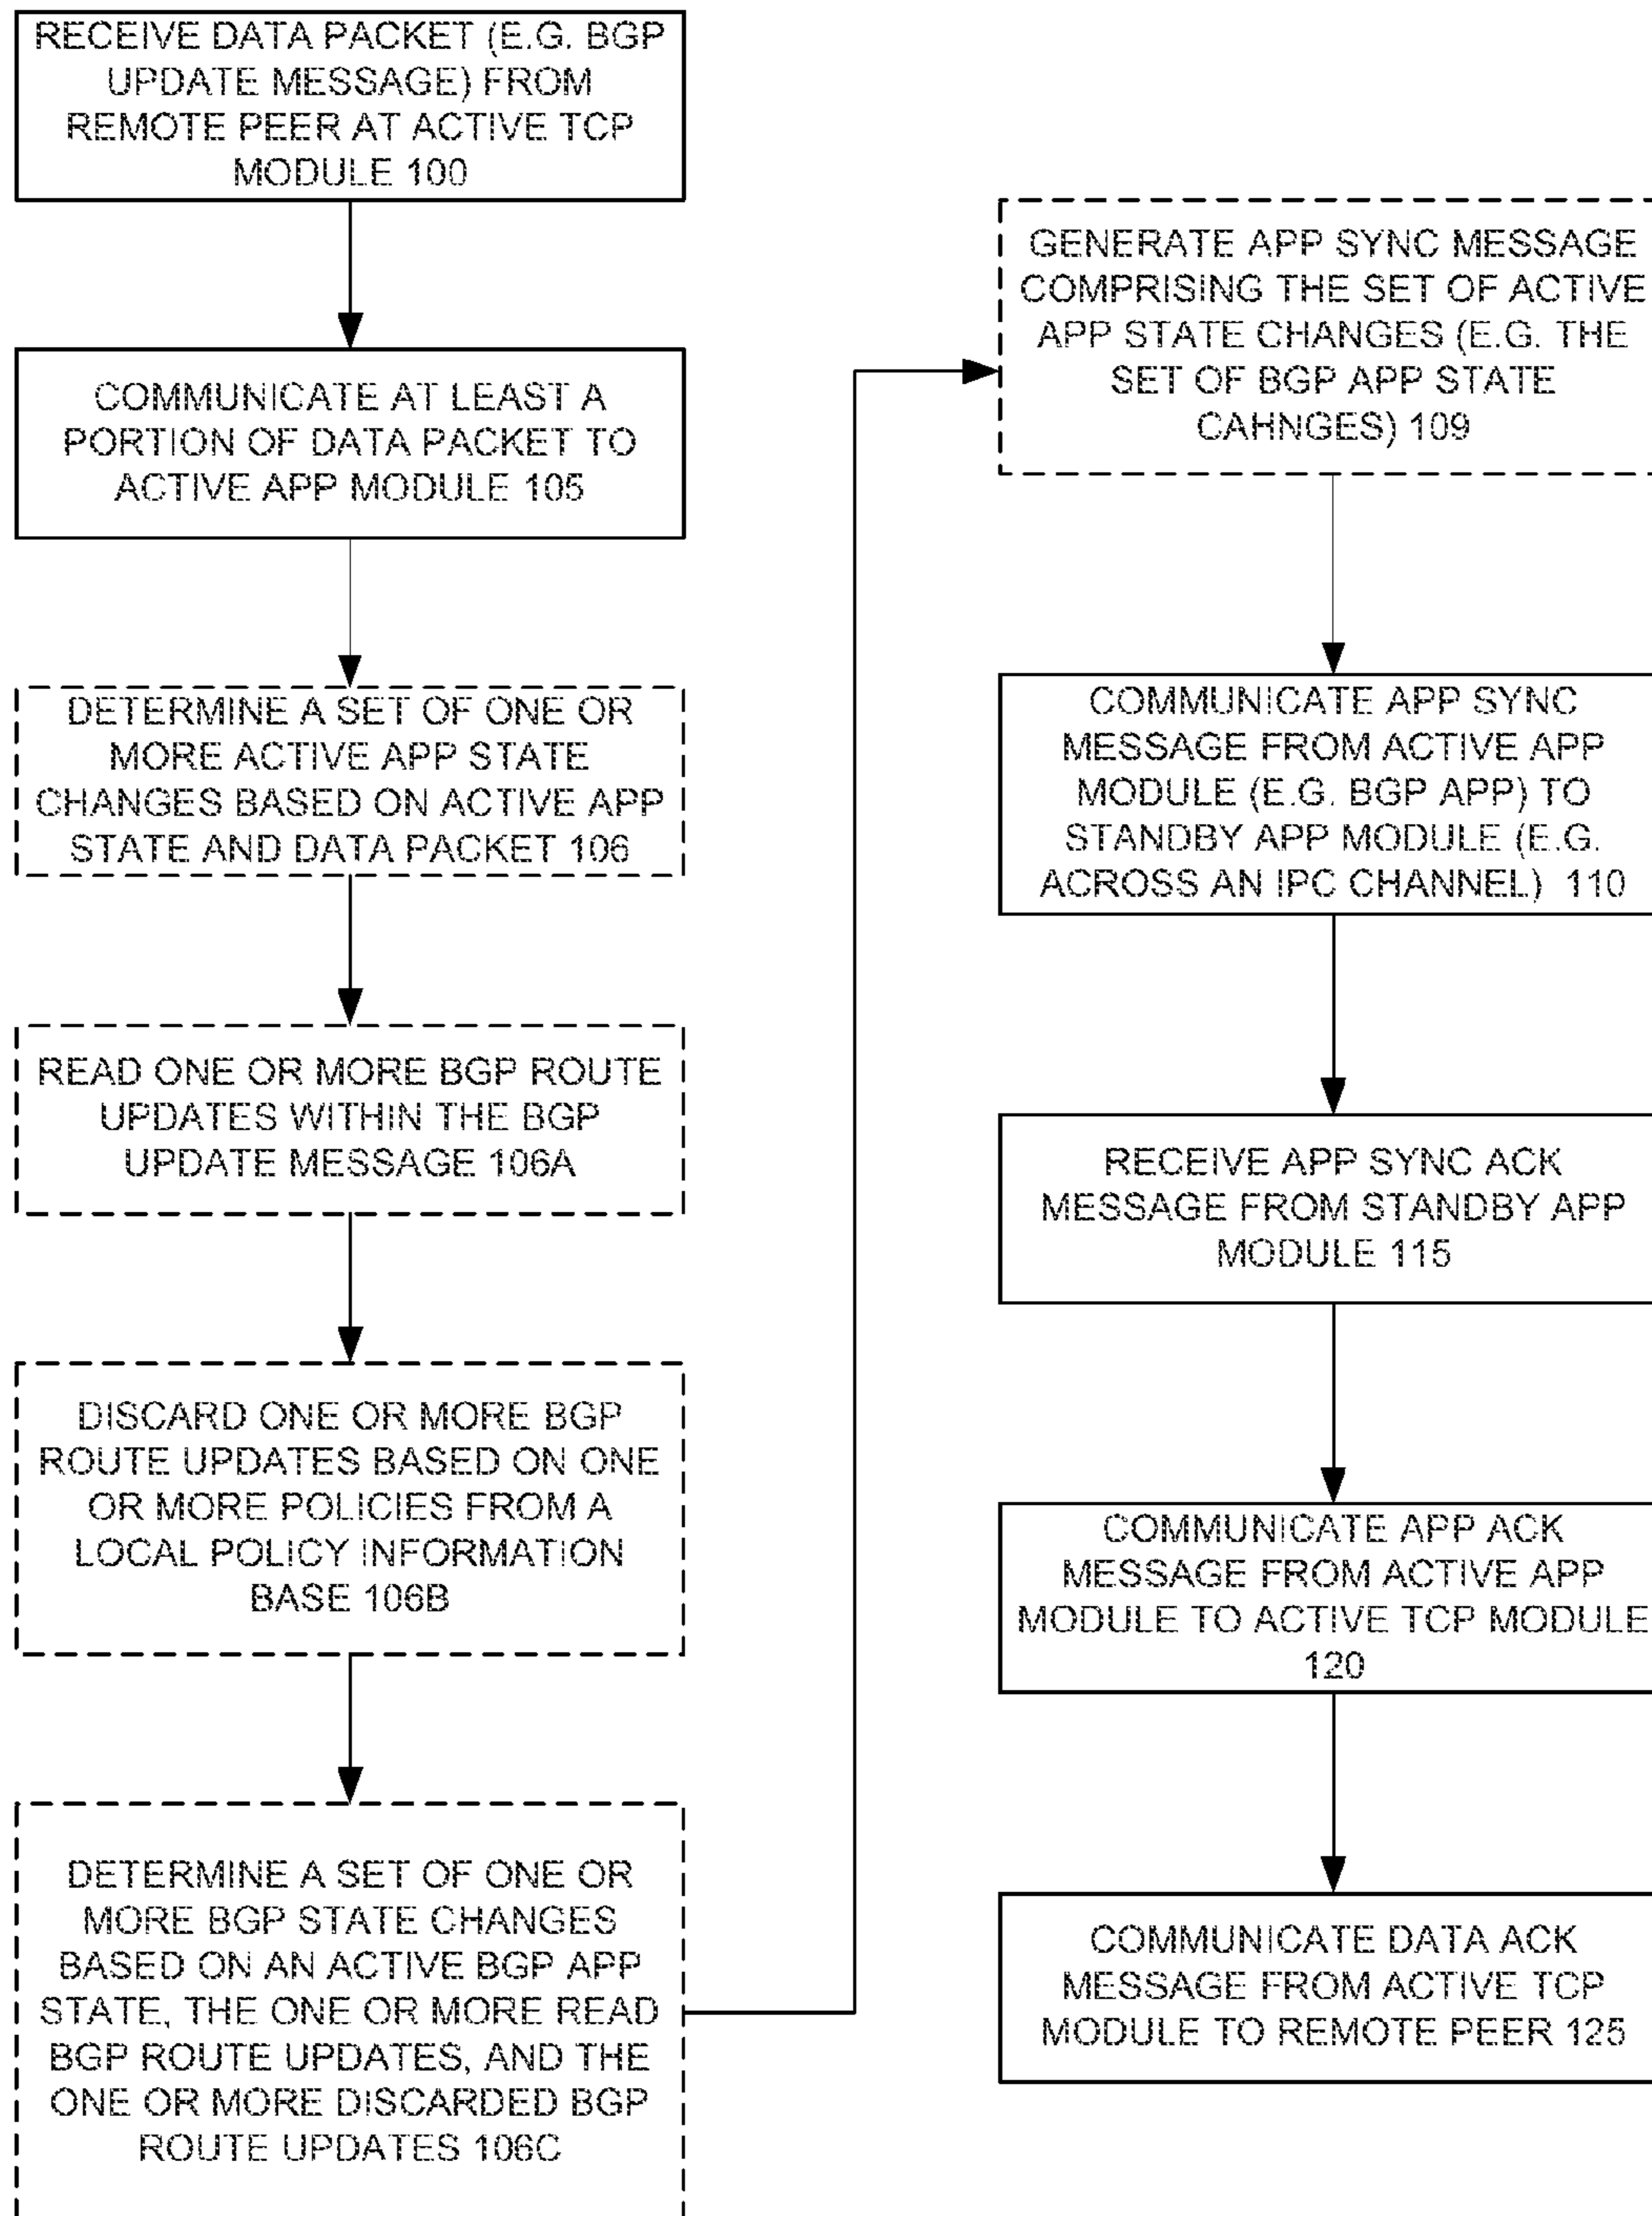 RECEIVE DATA PACKET (E.G. BGP
UPDATE MESSAGE) FROM
REMOTE PEER AT ACTIVE TCP
MODULE 100
COMMUNICATE AT LEAST A
PORTION OF DATA PACKET TO
ACTIVE APP MODULE 105
DETERMINE A SET OF ONE OR
MORE ACTIVE APP STATE
CHANGES BASED ON ACTIVE APP
STATE AND DATA PACKET 106
READ ONE OR MORE BGP ROUTE
UPDATES WITHIN THE BGP
UPDATE MESSAGE 106A
DISCARD ONE OR MORE BGP
ROUTE UPDATES BASED ON ONE
OR MORE POLICIES FROM A
LOCAL POLICY INFORMATION
BASE 106B
DETERMINE A SET OF ONE OR
MORE BGP STATE CHANGES
BASED ON AN ACTIVE BGP APP
STATE, THE ONE OR MORE READ
BGP ROUTE UPDATES, AND THE
ONE OR MORE DISCARDED BGP
ROUTE UPDATES 106C
GENERATE APP SYNC MESSAGE
COMPRISING THE SET OF ACTIVE
APP STATE CHANGES (E.G. THE
SET OF BGP APP STATE
CAHNGES) 109
COMMUNICATE APP SYNC
MESSAGE FROM ACTIVE APP
MODULE (E.G. BGP APP) TO
STANDBY APP MODULE (E.G.
ACROSS AN IPC CHANNEL) 110
RECEIVE APP SYNC ACK
MESSAGE FROM STANDBY APP
MODULE 115
COMMUNICATE APP ACK
MESSAGE FROM ACTIVE APP
MODULE TO ACTIVE TCP MODULE
120
COMMUNICATE DATA ACK
MESSAGE FROM ACTIVE TCP
MODULE TO REMOTE PEER 125